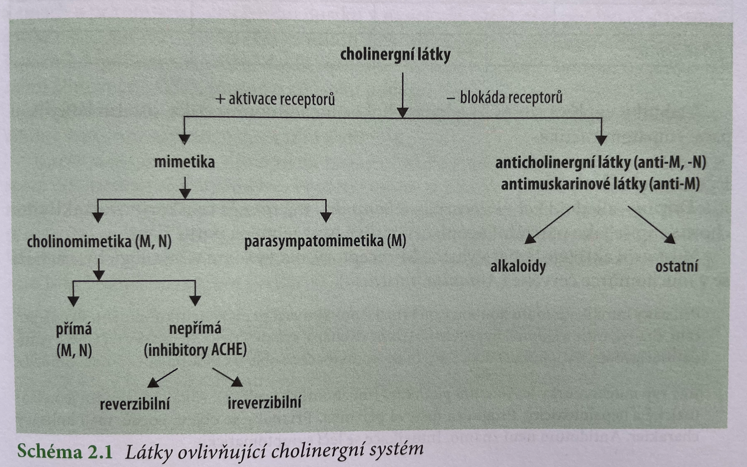 cholinergní látky
+ aktivace receptorů
− blokáda receptorů
mimetika
anticholinergní látky (anti-M, -N)
antimuskarinové látky (anti-M)
cholinomimetika (M, N)
parasympatomimetika (M)
alkaloidy
ostatní
přímá
(M, N)
nepřímá
(inhibitory ACHE)
reverzibilní
ireverzibilní
Schéma 2.1 Látky ovlivňující cholinergní systém